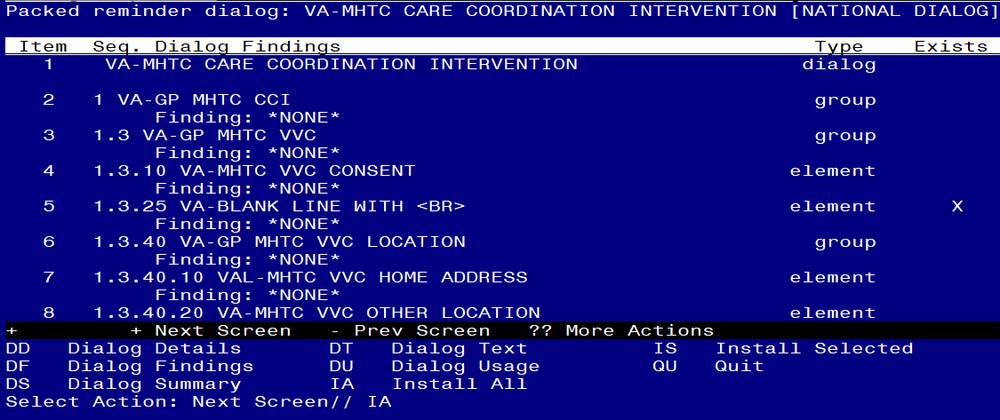 Packed reminder dialog: VA-MHTC CARE COORDINATION INTERVENTION [NATIONAL DIALOG]
Item Seq. Dialog Findings Type Exists
1 VA-MHTC CARE COORDINATION INTERVENTION dialog
2 1 VA-GP MHTC CCI group
Finding: *NONE*
3 1.3 VA-GP MHTC VVC group
Finding: *NONE*
4 1.3.10 VA-MHTC VVC CONSENT element
Finding: *NONE*
5 1.3.25 VA-BLANK LINE WITH <BR> element X
Finding: *NONE*
6 1.3.40 VA-GP MHTC VVC LOCATION group
Finding: *NONE*
7 1.3.40.10 VAL-MHTC VVC HOME ADDRESS element
Finding: *NONE*
8 1.3.40.20 VA-MHTC VVC OTHER LOCATION element
+ + Next Screen - Prev Screen ?? More Actions
DD Dialog Details DT Dialog Text IS Install Selected
DF Dialog Findings DU Dialog Usage QU Quit
DS Dialog Summary IA Install All
Select Action: Next Screen// IA